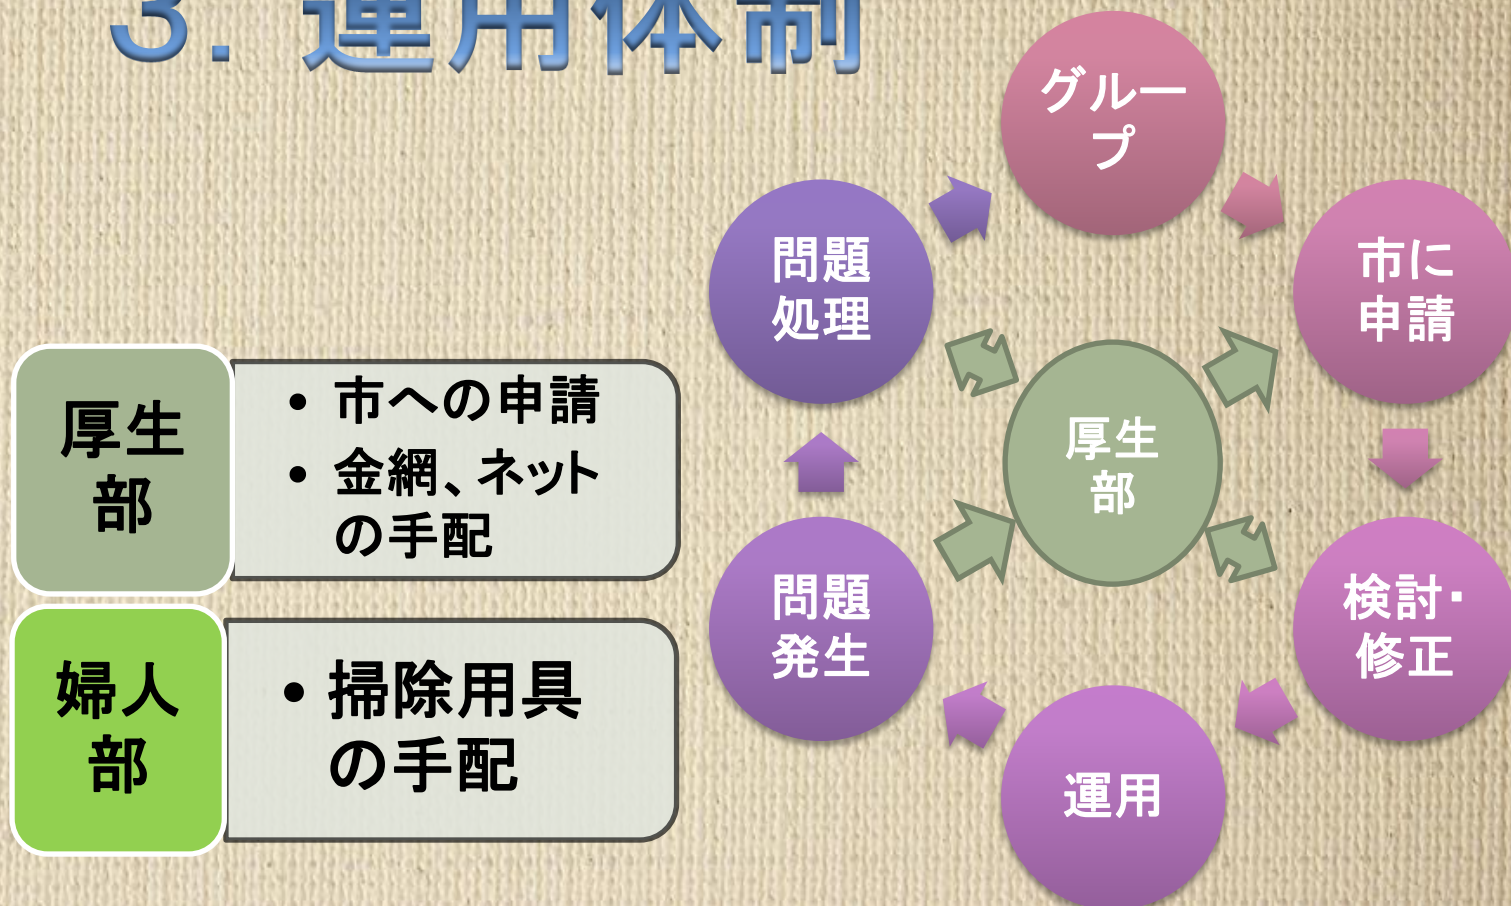 3. 運用体制
厚生
部
• 市への申請
• 金網、ネット
の手配
婦人
部
• 掃除用具
の手配
グルー
プ
市に
申請
検討・
修正
運用
問題
発生
問題
処理
厚生
部